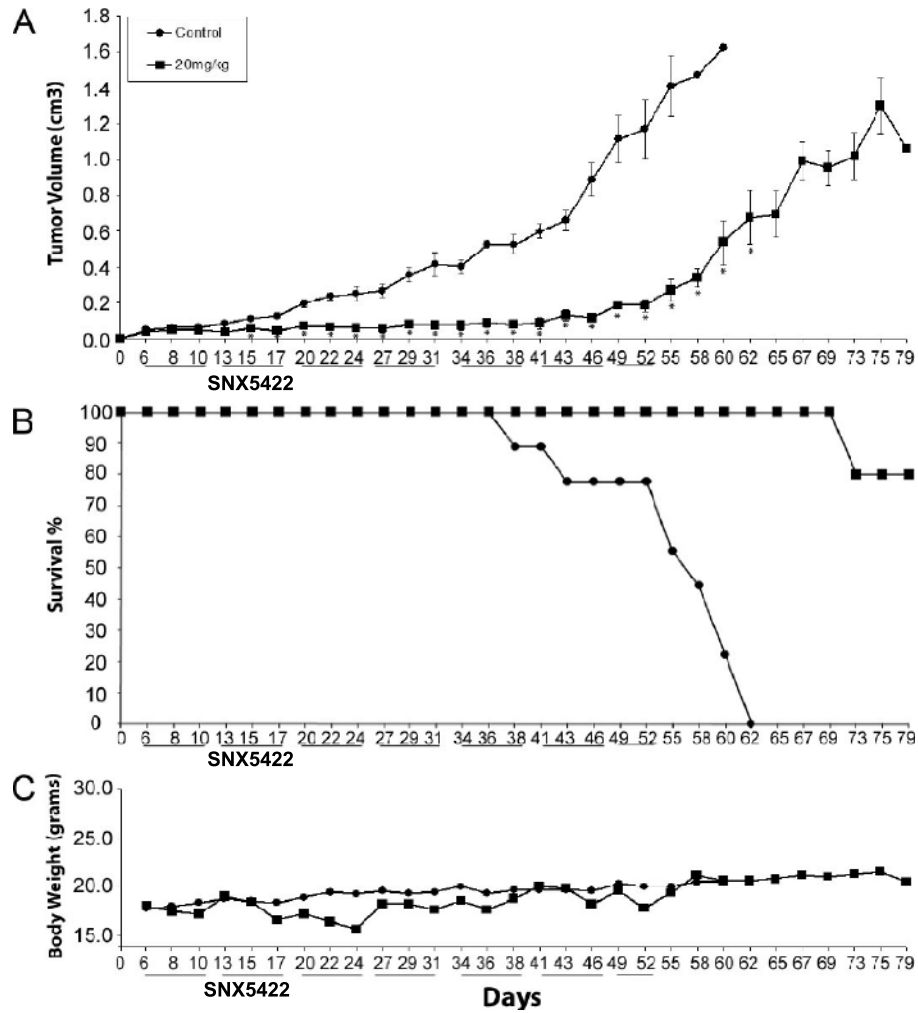 A
Control
20mg/kg
Tumor Volume (cm3)
1.8
1.6
1.4
1.2
1.0
0.8
0.6
0.4
0.2
0.0
* * * * * * * * * * * * * * * * * * * *
0 6 8 10 13 15 17 20 22 24 27 29 31 34 36 38 41 43 46 49 52 55 58 60 62 65 67 69 73 75 79
SNX5422
B
Survival %
100
90
80
70
60
50
40
30
20
10
0
0 6 8 10 13 15 17 20 22 24 27 29 31 34 36 38 41 43 46 49 52 55 58 60 62 65 67 69 73 75 79
SNX5422
C
Body Weight (grams)
30.0
25.0
20.0
15.0
0 6 8 10 13 15 17 20 22 24 27 29 31 34 36 38 41 43 46 49 52 55 58 60 62 65 67 69 73 75 79
SNX5422
Days